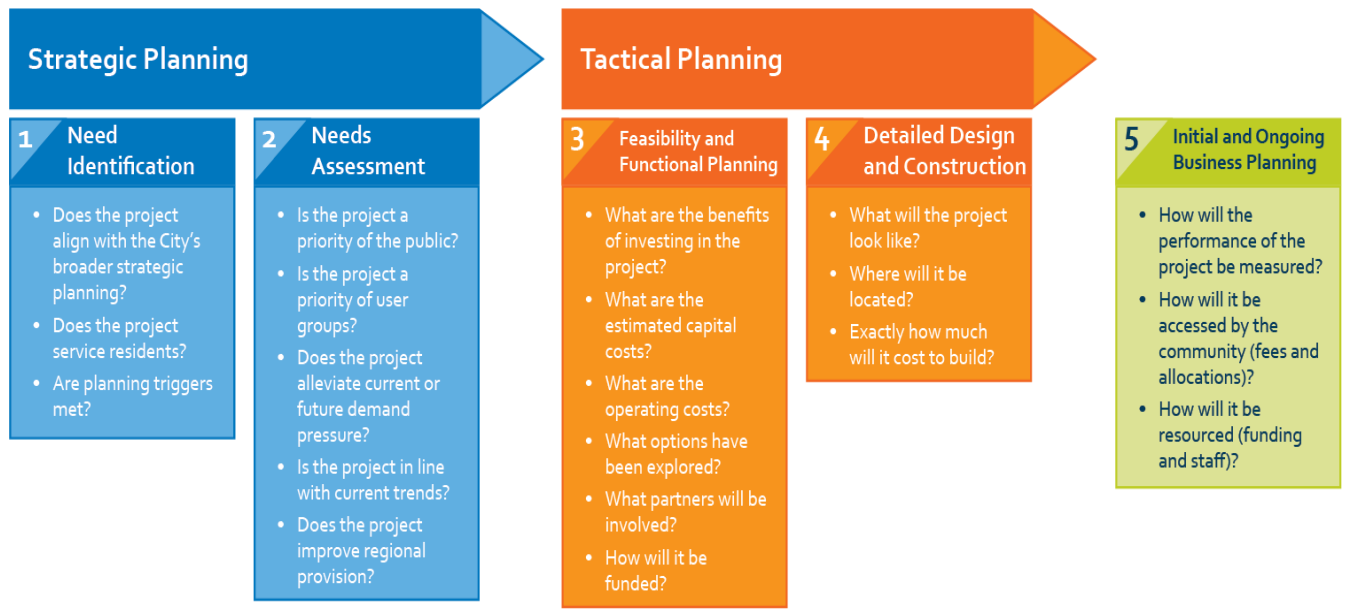 Strategic Planning
Tactical Planning
1
Need
Identification
• Does the project
align with the City’s
broader strategic
planning?
• Does the project
service residents?
• Are planning triggers
met?
2
Needs
Assessment
• Is the project a
priority of the public?
• Is the project a
priority of user
groups?
• Does the project
alleviate current or
future demand
pressure?
• Is the project in line
with current trends?
• Does the project
improve regional
provision?
3
Feasibility and
Functional Planning
• What are the benefits
of investing in the
project?
• What are the
estimated capital
costs?
• What are the
operating costs?
• What options have
been explored?
• What partners will be
involved?
• How will it be
funded?
4
Detailed Design
and Construction
• What will the project
look like?
• Where will it be
located?
• Exactly how much
will it cost to build?
5
Initial and Ongoing
Business Planning
• How will the
performance of the
project be measured?
• How will it be
accessed by the
community (fees and
allocations)?
• How will it be
resourced (funding
and staff)?